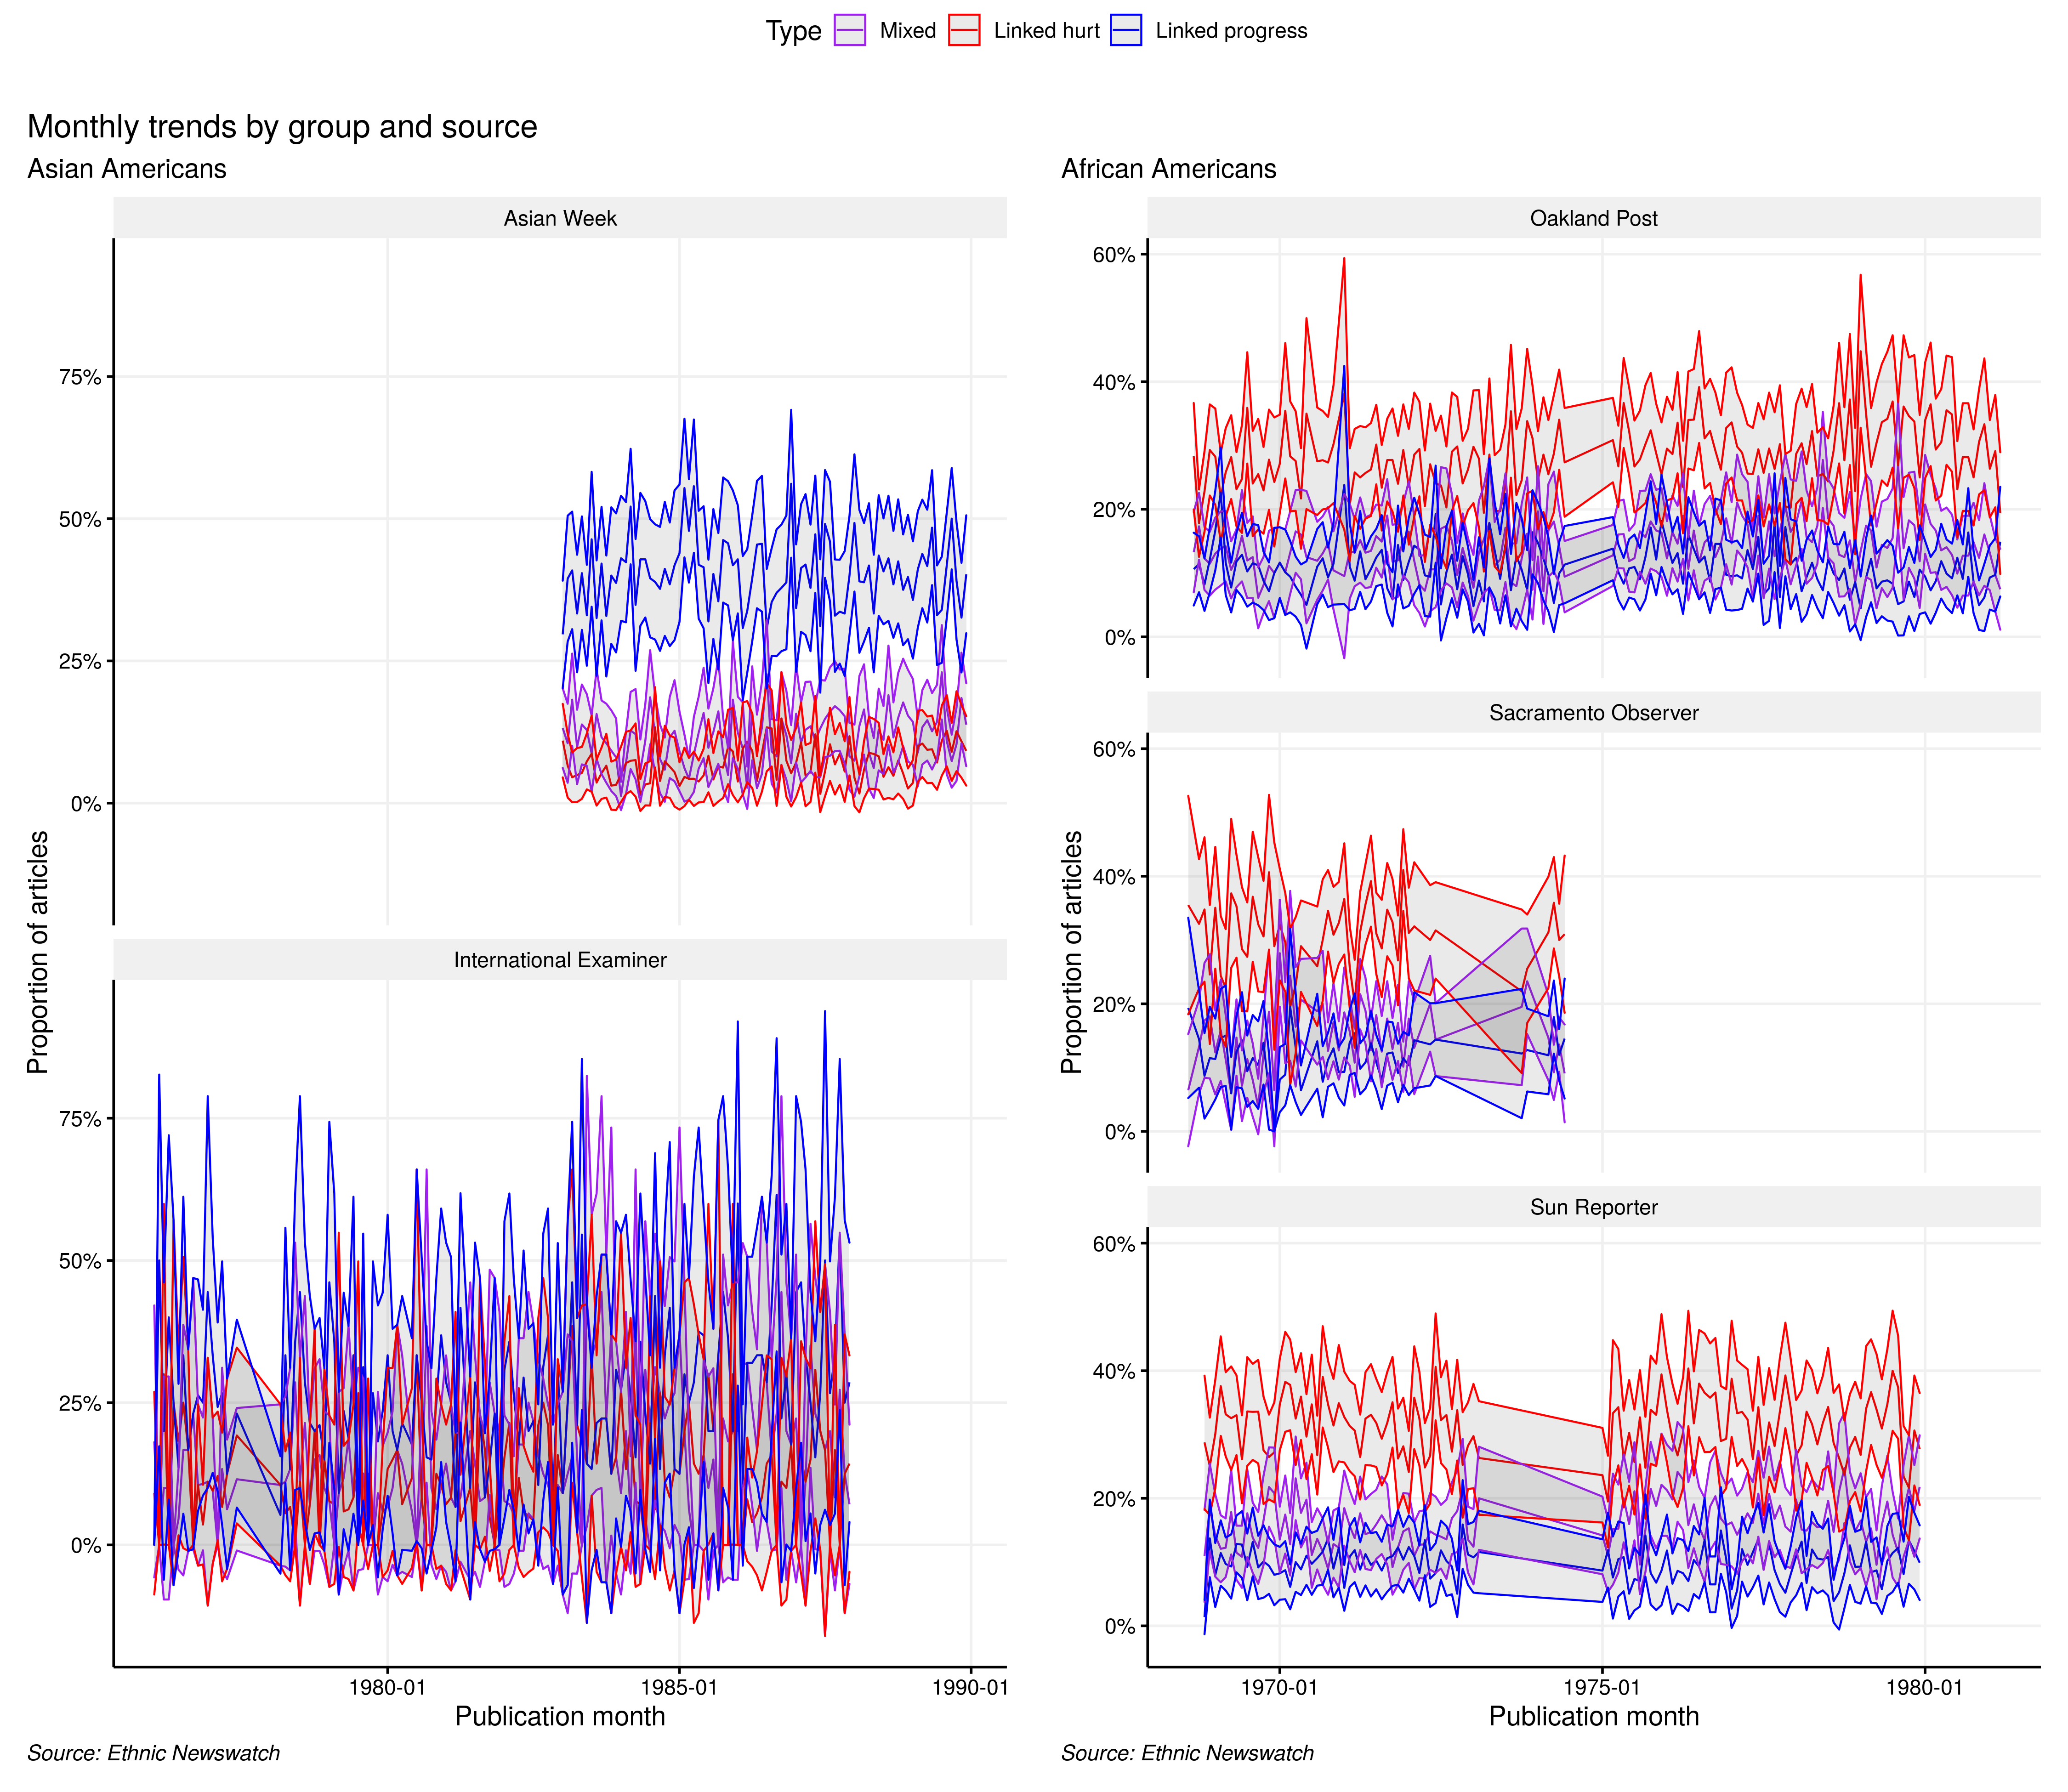 Type Mixed Linked hurt Linked progress
Monthly trends by group and source
Asian Americans
Asian Week
75%
50%
25%
0%
International Examiner
75%
50%
25%
0%
1980-01 1985-01 1990-01
Proportion of articles
Publication month
Source: Ethnic Newswatch
African Americans
Oakland Post
60%
40%
20%
0%
Sacramento Observer
60%
40%
20%
0%
Sun Reporter
60%
40%
20%
0%
1970-01 1975-01 1980-01
Proportion of articles
Publication month
Source: Ethnic Newswatch